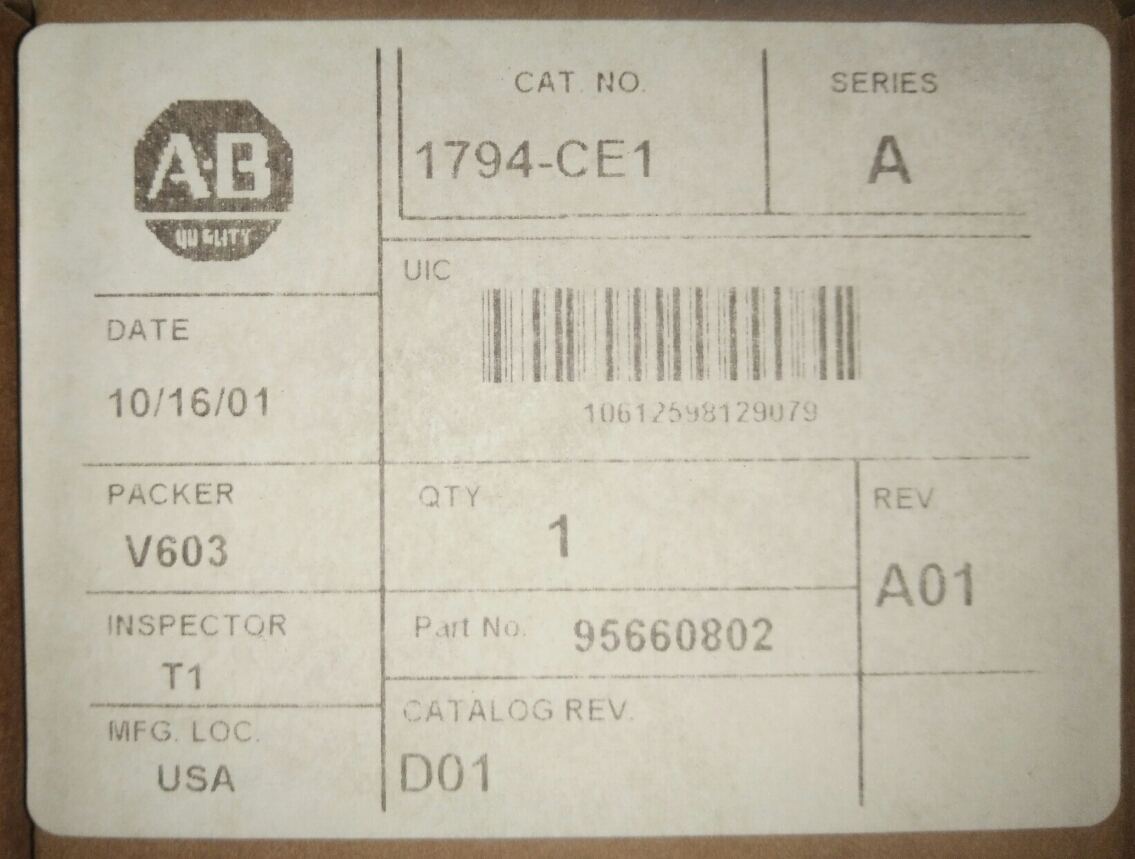 A-B
QUALITY
CAT. NO.
1794-CE1
SERIES
A
UIC
10612598129079
DATE
10/16/01
PACKER
V603
QTY
1
REV
A01
INSPECTOR
T1
Part No. 95660802
MFG. LOC.
USA
CATALOG REV.
D01